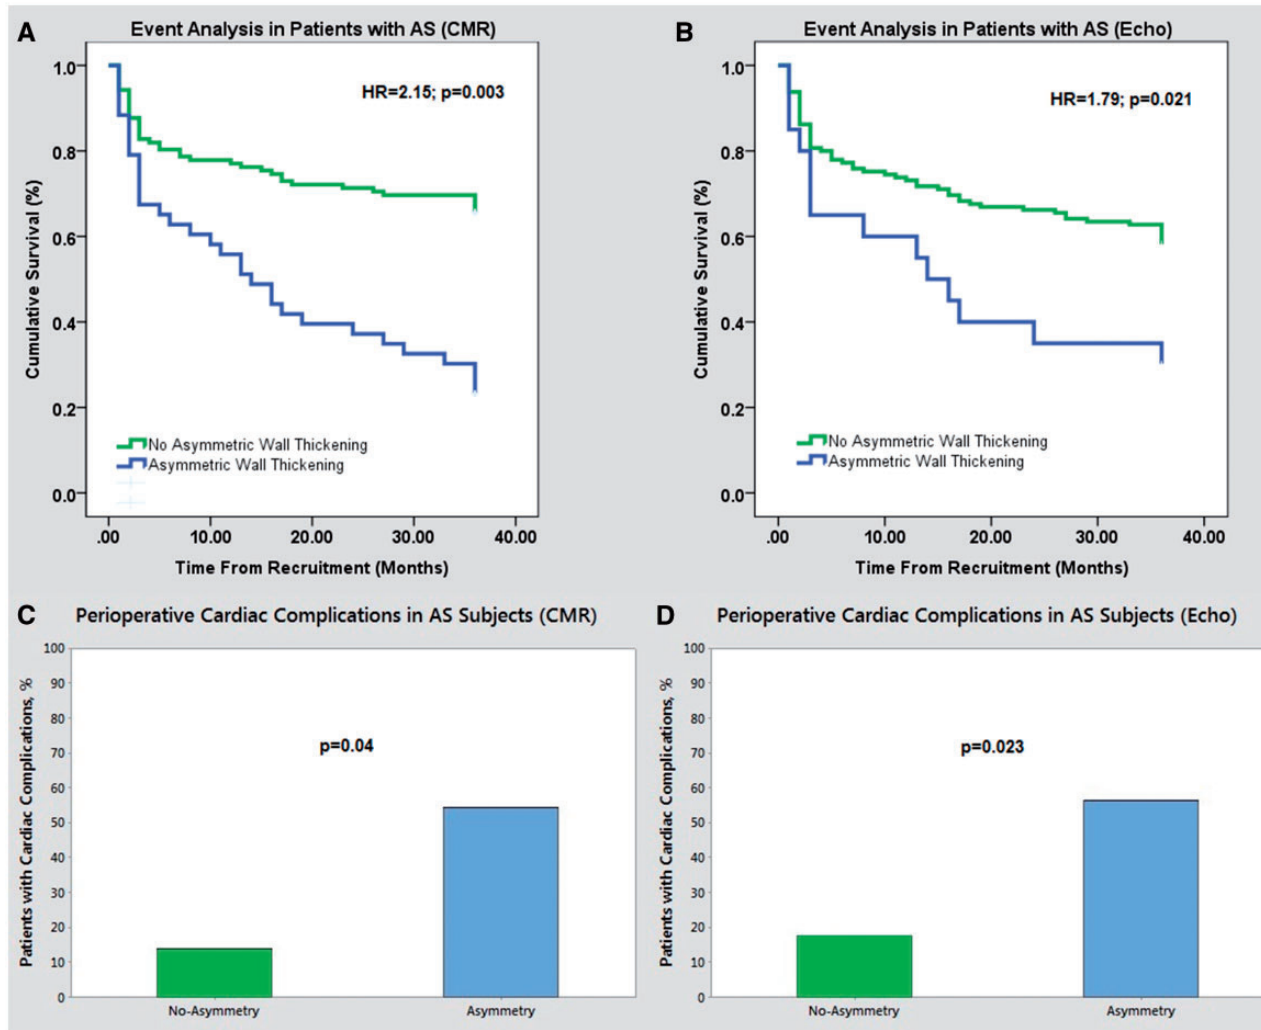 A
Event Analysis in Patients with AS (CMR)
HR=2.15; p=0.003
Cumulative Survival (%)
1.0
0.8
0.6
0.4
0.2
0.0
No Asymmetric Wall Thickening
Asymmetric Wall Thickening
.00 10.00 20.00 30.00 40.00
Time From Recruitment (Months)
B
Event Analysis in Patients with AS (Echo)
HR=1.79; p=0.021
Cumulative Survival (%)
1.0
0.8
0.6
0.4
0.2
0.0
No Asymmetric Wall Thickening
Asymmetric Wall Thickening
.00 10.00 20.00 30.00 40.00
Time From Recruitment (Months)
C
Perioperative Cardiac Complications in AS Subjects (CMR)
Patients with Cardiac Complications, %
100
90
80
70
60
50
40
30
20
10
0
p=0.04
No-Asymmetry Asymmetry
D
Perioperative Cardiac Complications in AS Subjects (Echo)
Patients with Cardiac Complications, %
100
90
80
70
60
50
40
30
20
10
0
p=0.023
No-Asymmetry Asymmetry